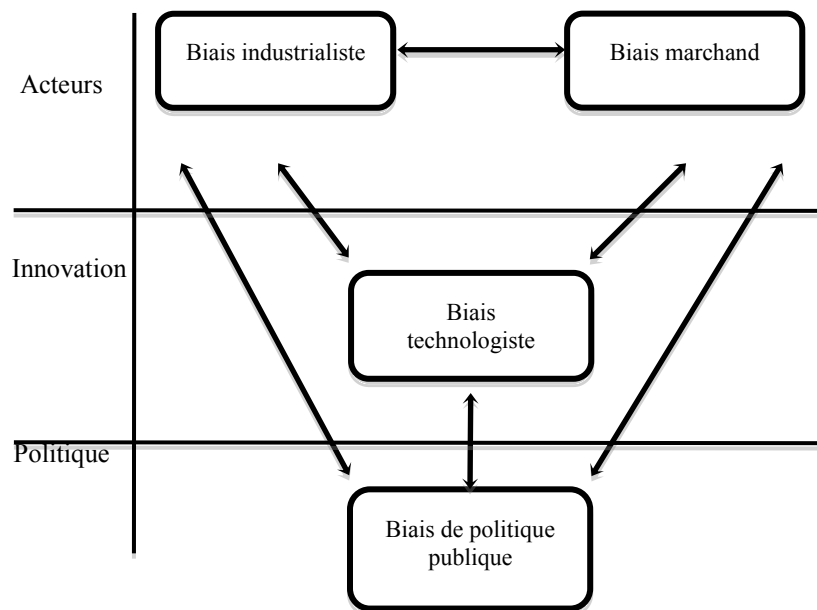 Biais industrialiste
Biais marchand
Acteurs
Innovation
Biais
technologiste
Politique
Biais de politique
publique